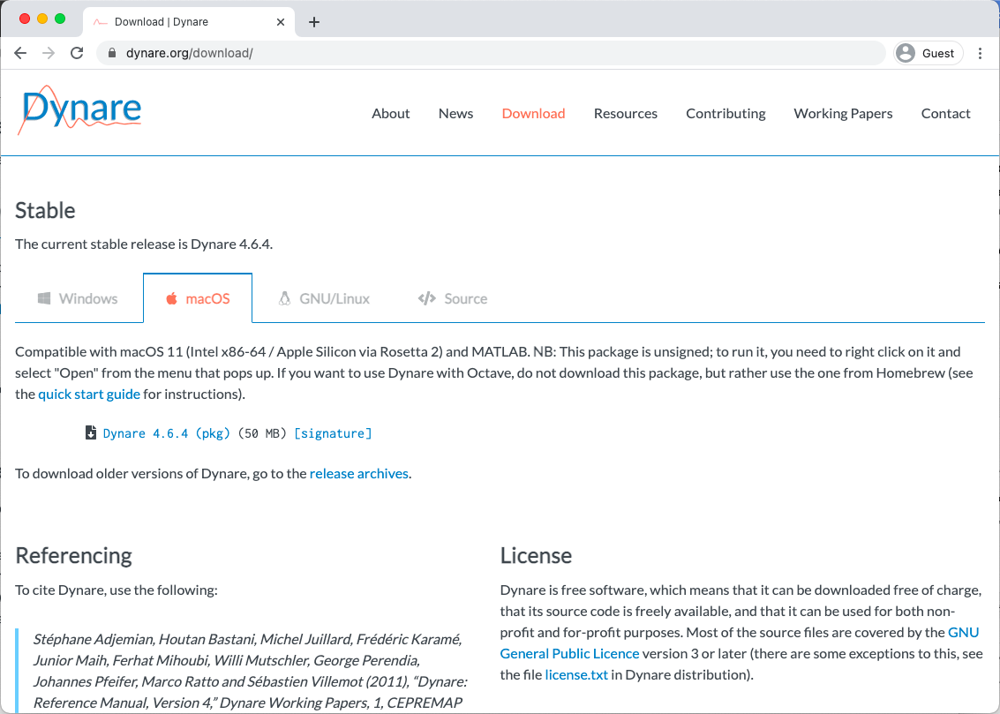 Download | Dynare
dynare.org/download/
Guest
Dynare
About News Download Resources Contributing Working Papers Contact
Stable
The current stable release is Dynare 4.6.4.
Windows macOS GNU/Linux Source
Compatible with macOS 11 (Intel x86-64 / Apple Silicon via Rosetta 2) and MATLAB. NB: This package is unsigned; to run it, you need to right click on it and
select "Open" from the menu that pops up. If you want to use Dynare with Octave, do not download this package, but rather use the one from Homebrew (see
the quick start guide for instructions).
Dynare 4.6.4 (pkg) (50 MB) [signature]
To download older versions of Dynare, go to the release archives.
Referencing
To cite Dynare, use the following:
Stéphane Adjemian, Houtan Bastani, Michel Juillard, Frédéric Karamé,
Junior Maih, Ferhat Mihoubi, Willi Mutschler, George Perendia,
Johannes Pfeifer, Marco Ratto and Sébastien Villemot (2011), “Dynare:
Reference Manual, Version 4,” Dynare Working Papers, 1, CEPREMAP
License
Dynare is free software, which means that it can be downloaded free of charge,
that its source code is freely available, and that it can be used for both non-
profit and for-profit purposes. Most of the source files are covered by the GNU
General Public Licence version 3 or later (there are some exceptions to this, see
the file license.txt in Dynare distribution).